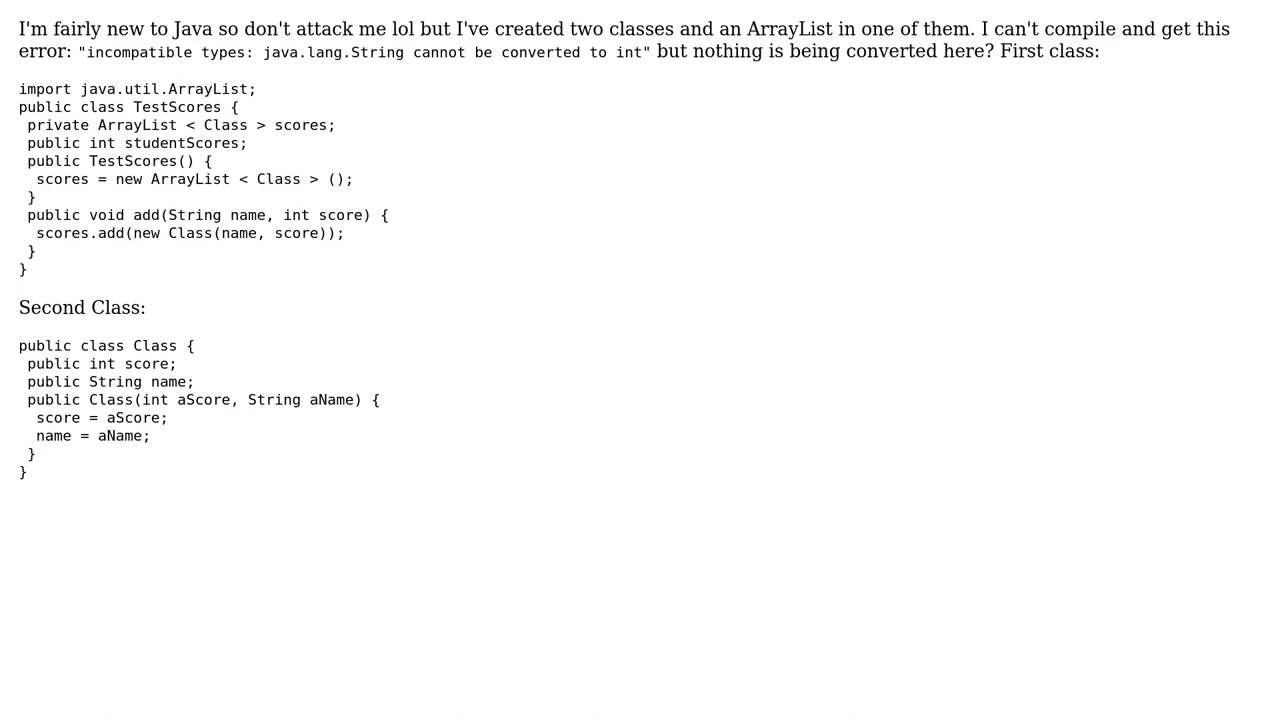 I'm fairly new to Java so don't attack me lol but I've created two classes and an ArrayList in one of them. I can't compile and get this
error: "incompatible types: java.lang.String cannot be converted to int" but nothing is being converted here? First class:
import java.util.ArrayList;
public class TestScores {
 private ArrayList < Class > scores;
 public int studentScores;
 public TestScores() {
  scores = new ArrayList < Class > ();
 }
 public void add(String name, int score) {
  scores.add(new Class(name, score));
 }
}
Second Class:
public class Class {
 public int score;
 public String name;
 public Class(int aScore, String aName) {
  score = aScore;
  name = aName;
 }
}